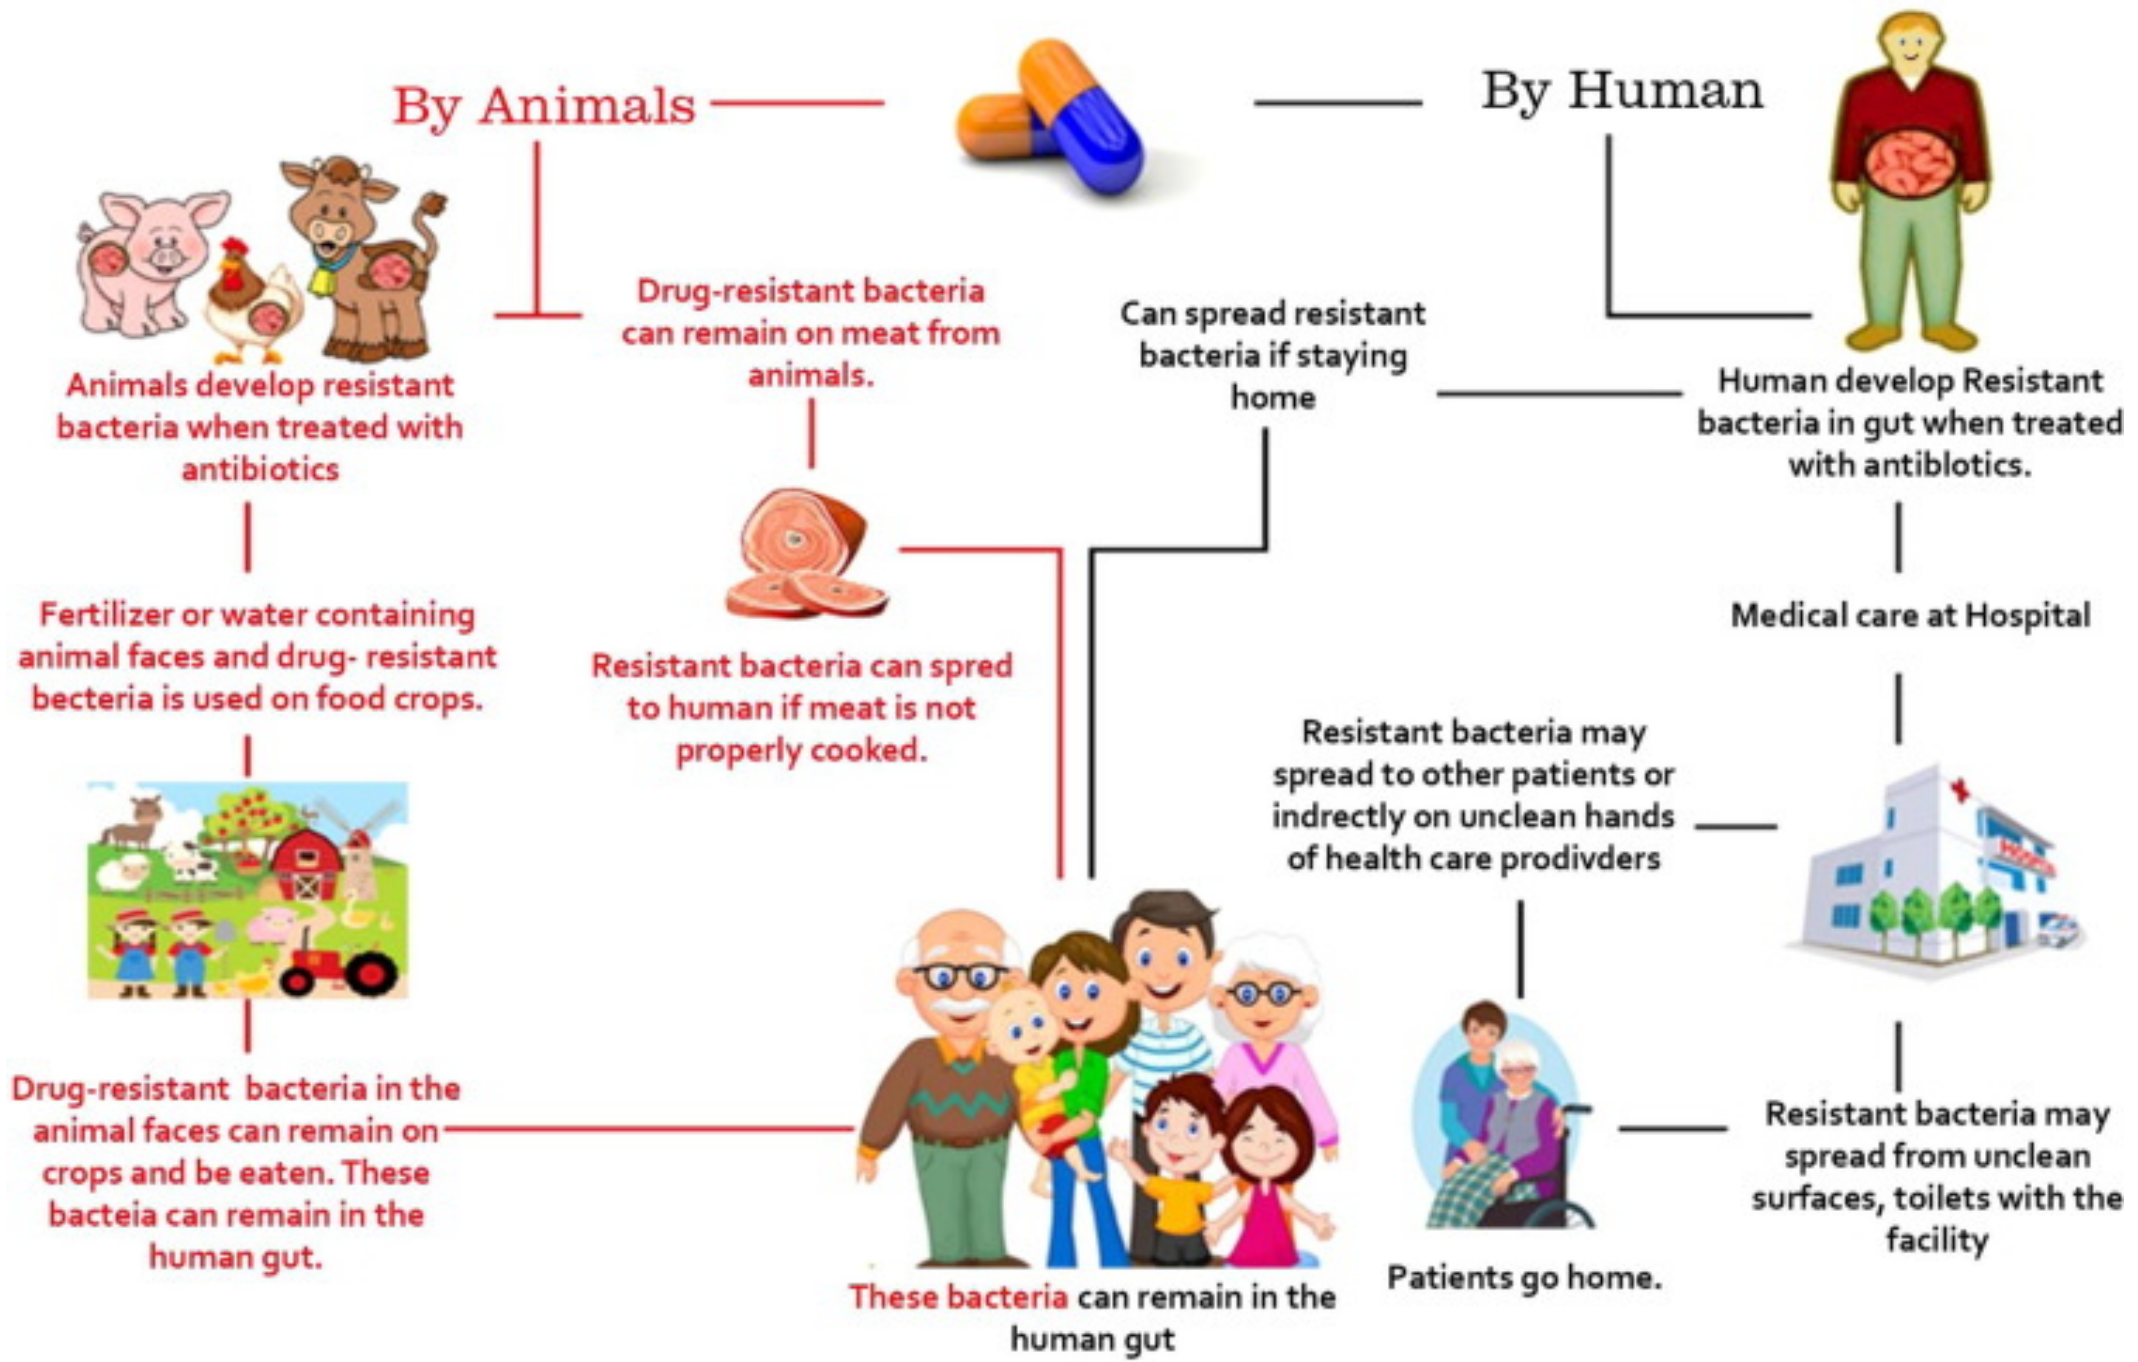 By Animals
By Human
Animals develop resistant
bacteria when treated with
antibiotics
Fertilizer or water containing
animal faces and drug- resistant
becteria is used on food crops.
Drug-resistant bacteria in the
animal faces can remain on
crops and be eaten. These
bacteia can remain in the
human gut.
Drug-resistant bacteria
can remain on meat from
animals.
Resistant bacteria can spred
to human if meat is not
properly cooked.
Can spread resistant
bacteria if staying
home
Human develop Resistant
bacteria in gut when treated
with antiblotics.
Medical care at Hospital
Resistant bacteria may
spread to other patients or
indrectly on unclean hands
of health care prodivders
Resistant bacteria may
spread from unclean
surfaces, toilets with the
facility
Patients go home.
These bacteria can remain in the
human gut